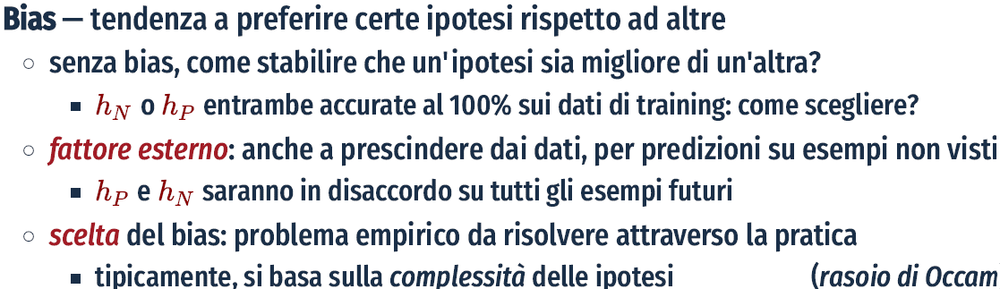 Bias — tendenza a preferire certe ipotesi rispetto ad altre
○ senza bias, come stabilire che un'ipotesi sia migliore di un'altra?
▪ h_N o h_P entrambe accurate al 100% sui dati di training: come scegliere?
○ fattore esterno: anche a prescindere dai dati, per predizioni su esempi non visti
▪ h_P e h_N saranno in disaccordo su tutti gli esempi futuri
○ scelta del bias: problema empirico da risolvere attraverso la pratica
▪ tipicamente, si basa sulla complessità delle ipotesi (rasoio di Occam